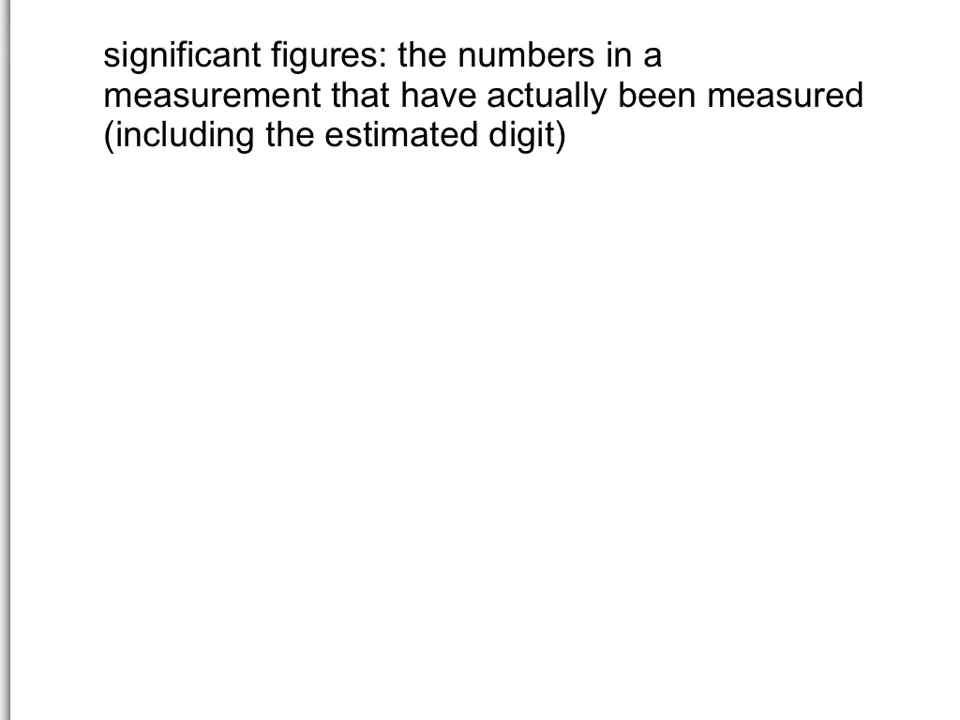 significant figures: the numbers in a
measurement that have actually been measured
(including the estimated digit)